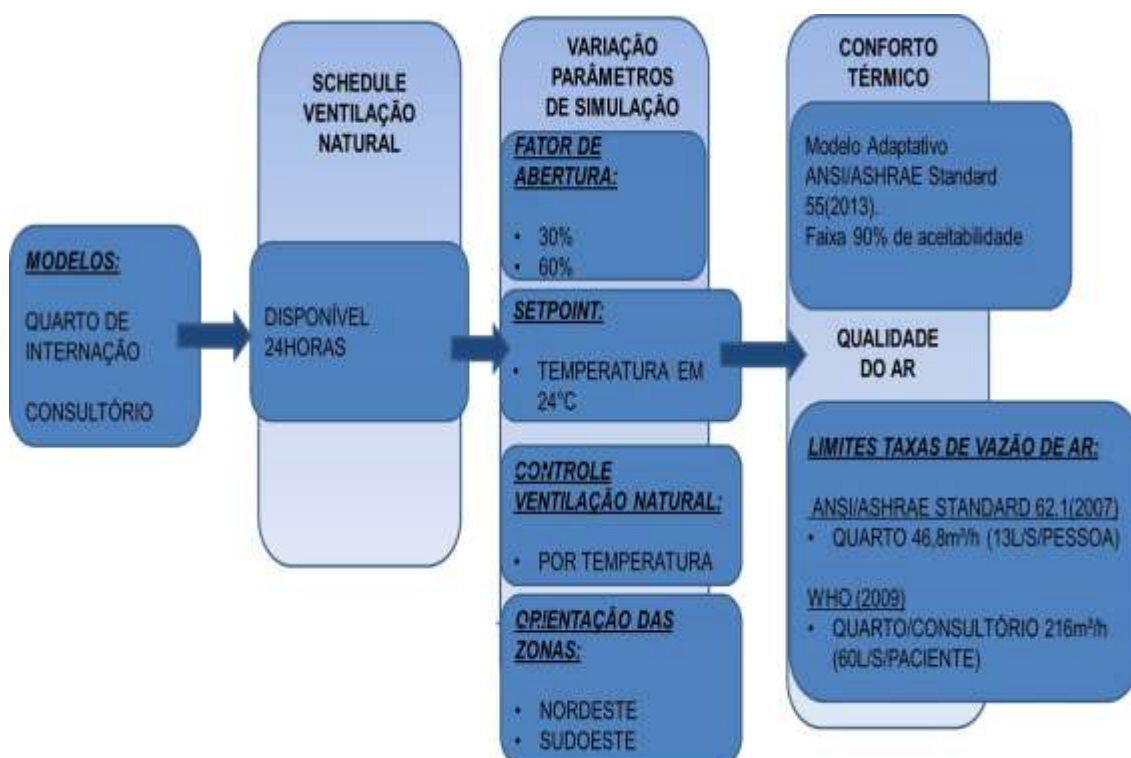 MODELOS:
QUARTO DE
INTERNAÇÃO
CONSULTÓRIO
SCHEDULE
VENTILAÇÃO
NATURAL
DISPONÍVEL
24HORAS
VARIAÇÃO
PARÂMETROS
DE SIMULAÇÃO
FATOR DE
ABERTURA:
• 30%
• 60%
SETPOINT:
• TEMPERATURA EM
24°C
CONTROLE
VENTILAÇÃO NATURAL:
• POR TEMPERATURA
ORIENTAÇÃO DAS
ZONAS:
• NORDESTE
• SUDOESTE
CONFORTO
TÉRMICO
Modelo Adaptativo
ANSI/ASHRAE Standard
55(2013).
Faixa 90% de aceitabilidade
QUALIDADE
DO AR
LIMITES TAXAS DE VAZÃO DE AR:
ANSI/ASHRAE STANDARD 62.1(2007)
• QUARTO 46,8m³/h (13L/S/PESSOA)
WHO (2009)
• QUARTO/CONSULTÓRIO 216m³/h
(60L/S/PACIENTE)